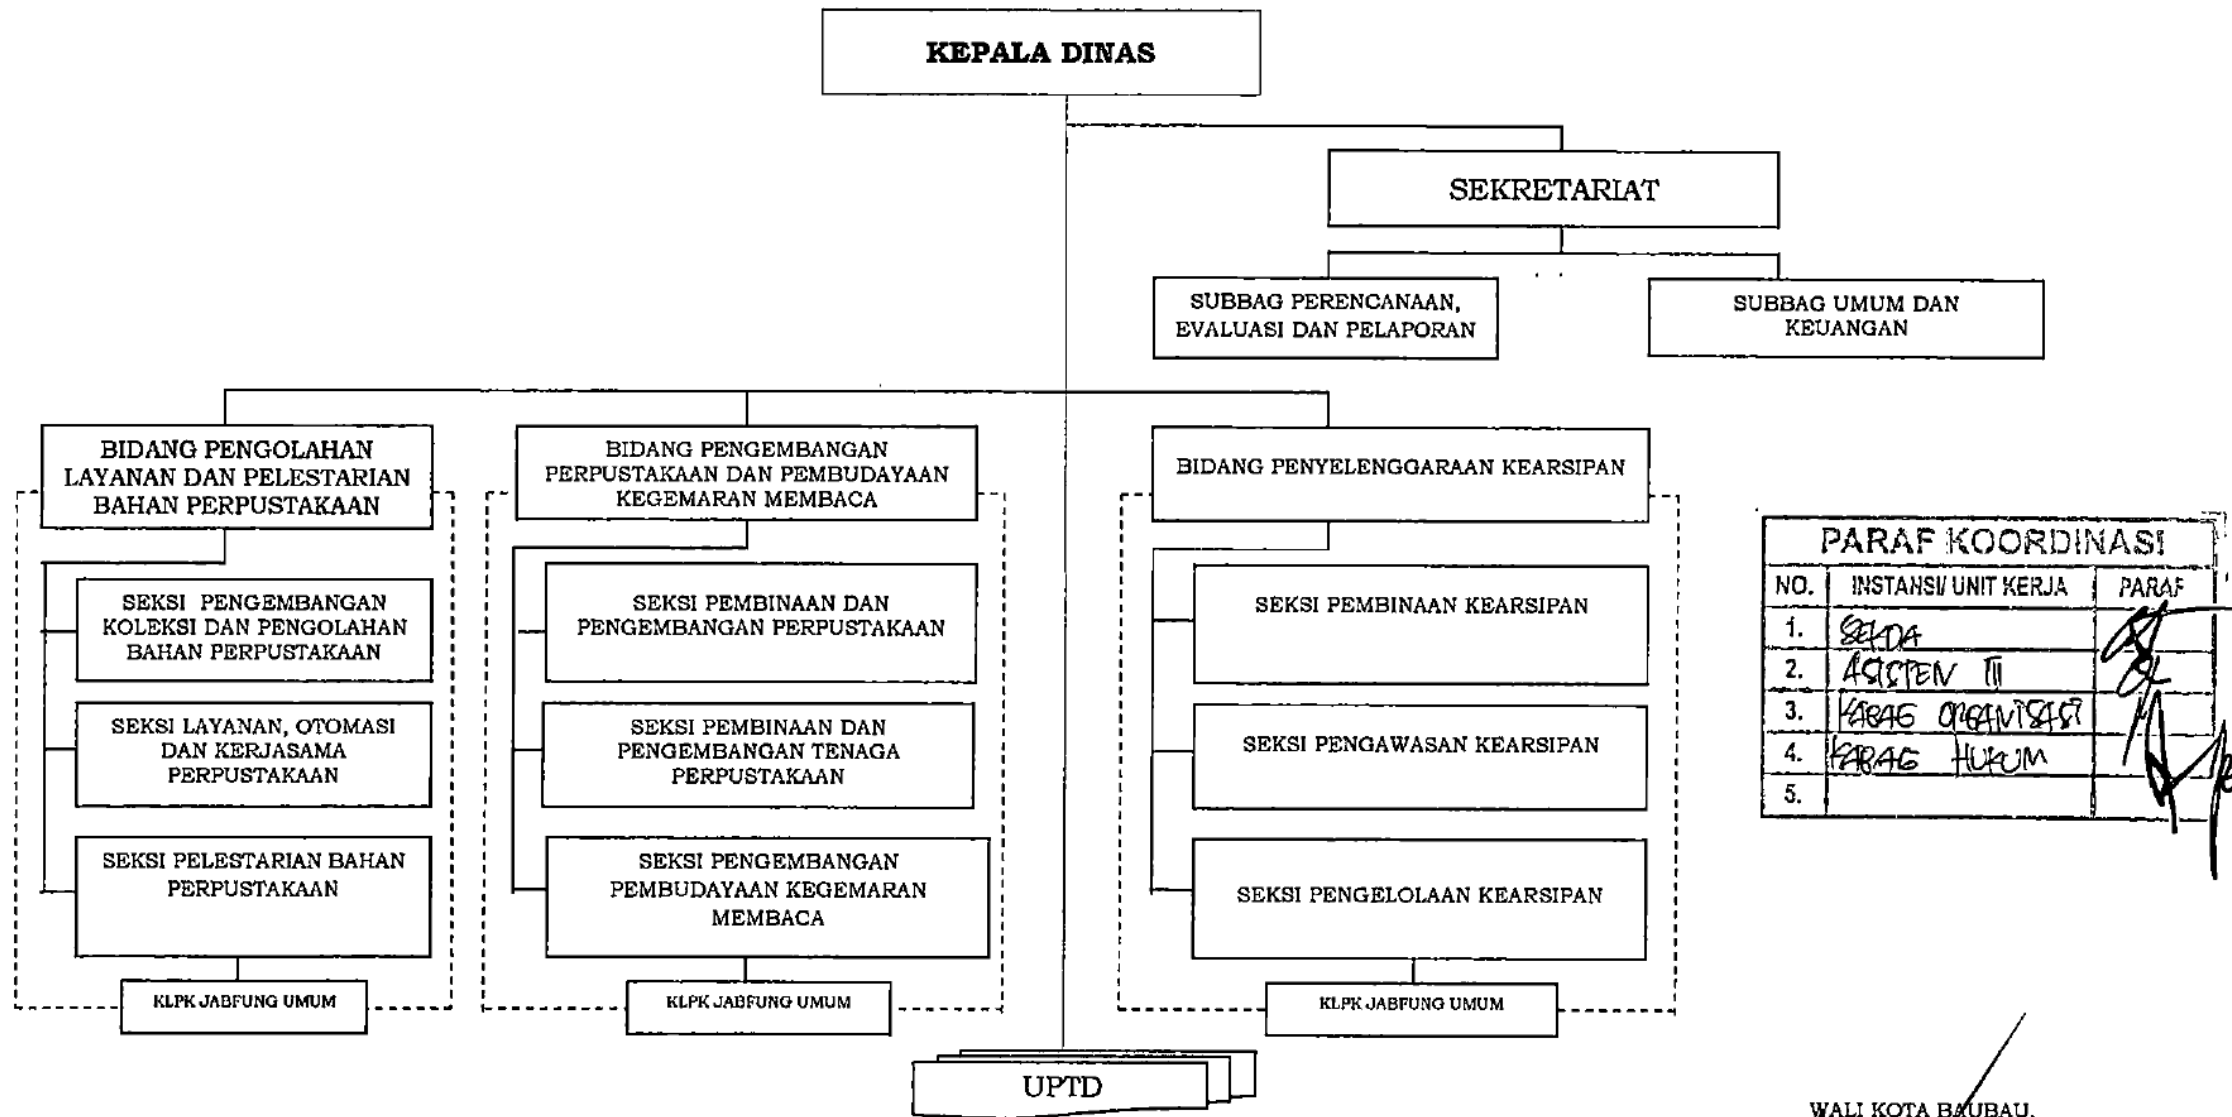 KEPALA DINAS
SEKRETARIAT
SUBBAG PERENCANAAN,
EVALUASI DAN PELAPORAN
SUBBAG UMUM DAN
KEUANGAN
BIDANG PENGOLAHAN
LAYANAN DAN PELESTARIAN
BAHAN PERPUSTAKAAN
SEKSI PENGEMBANGAN
KOLEKSI DAN PENGOLAHAN
BAHAN PERPUSTAKAAN
SEKSI LAYANAN, OTOMASI
DAN KERJASAMA
PERPUSTAKAAN
SEKSI PELESTARIAN BAHAN
PERPUSTAKAAN
KLPK JABFUNG UMUM
BIDANG PENGEMBANGAN
PERPUSTAKAAN DAN PEMBUDAYAAN
KEGEMARAN MEMBACA
SEKSI PEMBINAAN DAN
PENGEMBANGAN PERPUSTAKAAN
SEKSI PEMBINAAN DAN
PENGEMBANGAN TENAGA
PERPUSTAKAAN
SEKSI PENGEMBANGAN
PEMBUDAYAAN KEGEMARAN
MEMBACA
KLPK JABFUNG UMUM
BIDANG PENYELENGGARAAN KEARSIPAN
SEKSI PEMBINAAN KEARSIPAN
SEKSI PENGAWASAN KEARSIPAN
SEKSI PENGELOLAAN KEARSIPAN
KLPK JABFUNG UMUM
UPTD
PARAF KOORDINASI
NO. INSTANSI/ UNIT KERJA PARAF
1. SEKDA
2. ASISTEN III
3. KABAG ORGANISASI
4. KABAG HUKUM
5.
WALI KOTA BAUBAU,